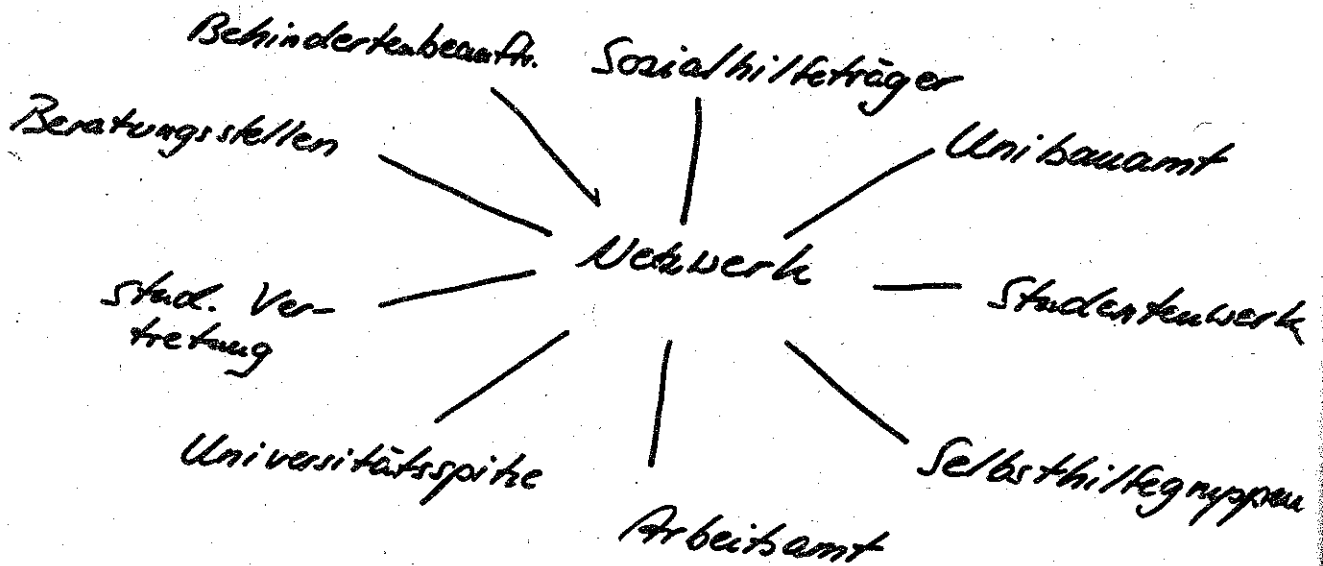 Behindertenbeauftr.
Sozialhilfeträger
Beratungsstellen
Unibauamt
Netzwerk
stud. Ver-
tretung
Studentenwerk
Universitätsspitze
Selbsthilfegruppen
Arbeitsamt